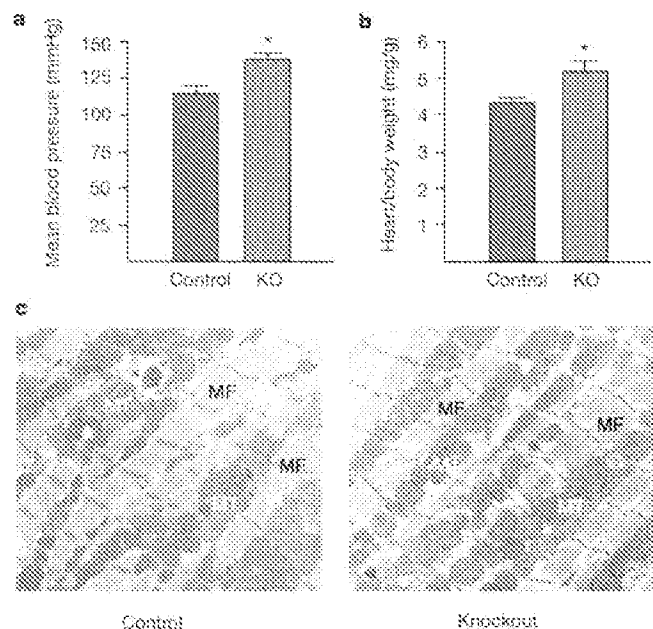 a
Mean blood pressure (mmHg)
150
125
100
75
50
25
*
Control KO
b
Heart/body weight (mg/g)
6
5
4
3
2
1
*
Control KO
c
MF
MF
MF
MF
Control
Knockout